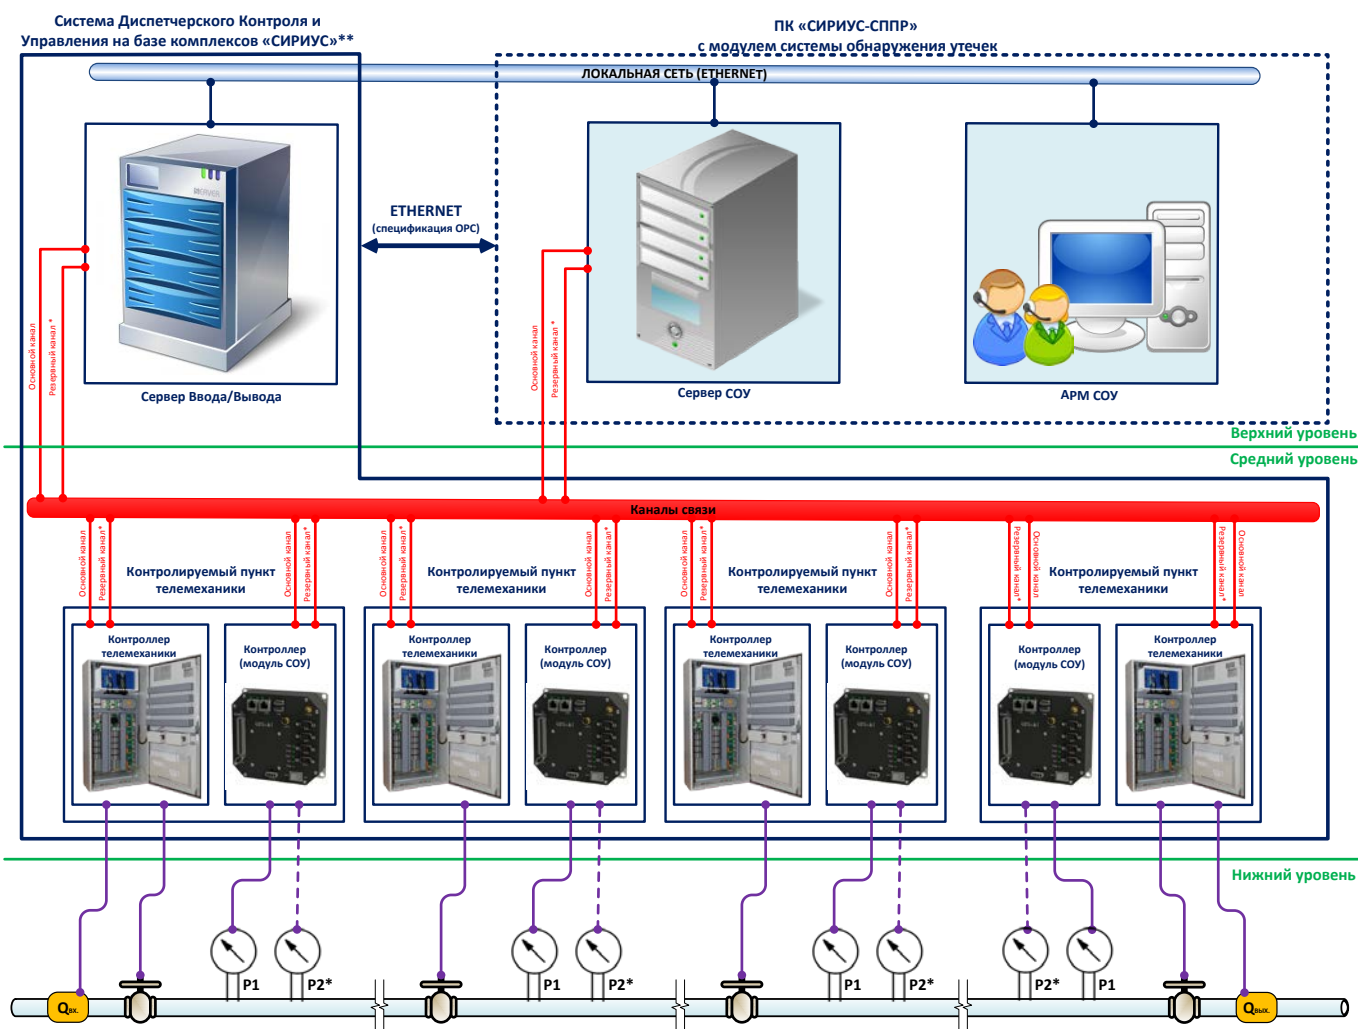 Система Диспетчерского Контроля и
Управления на базе комплексов «СИРИУС»**
ПК «СИРИУС-СППР»
с модулем системы обнаружения утечек
ЛОКАЛЬНАЯ СЕТЬ (ETHERNET)
SERVER
ETHERNET
(спецификация OPC)
Основной канал
Резервный канал *
Основной канал
Резервный канал *
Сервер Ввода/Вывода
Сервер СОУ
АРМ СОУ
Верхний уровень
Средний уровень
Каналы связи
Основной канал
Резервный канал*
Основной канал
Резервный канал*
Основной канал
Резервный канал*
Основной канал
Резервный канал*
Основной канал
Резервный канал*
Основной канал
Резервный канал*
Резервный канал*
Основной канал
Резервный канал*
Основной канал
Контролируемый пункт
телемеханики
Контролируемый пункт
телемеханики
Контролируемый пункт
телемеханики
Контролируемый пункт
телемеханики
Контроллер
телемеханики
Контроллер
(модуль СОУ)
Контроллер
телемеханики
Контроллер
(модуль СОУ)
Контроллер
телемеханики
Контроллер
(модуль СОУ)
Контроллер
(модуль СОУ)
Контроллер
телемеханики
Нижний уровень
P1
P2*
P1
P2*
P1
P2*
P2*
P1
Qвх.
Qвых.